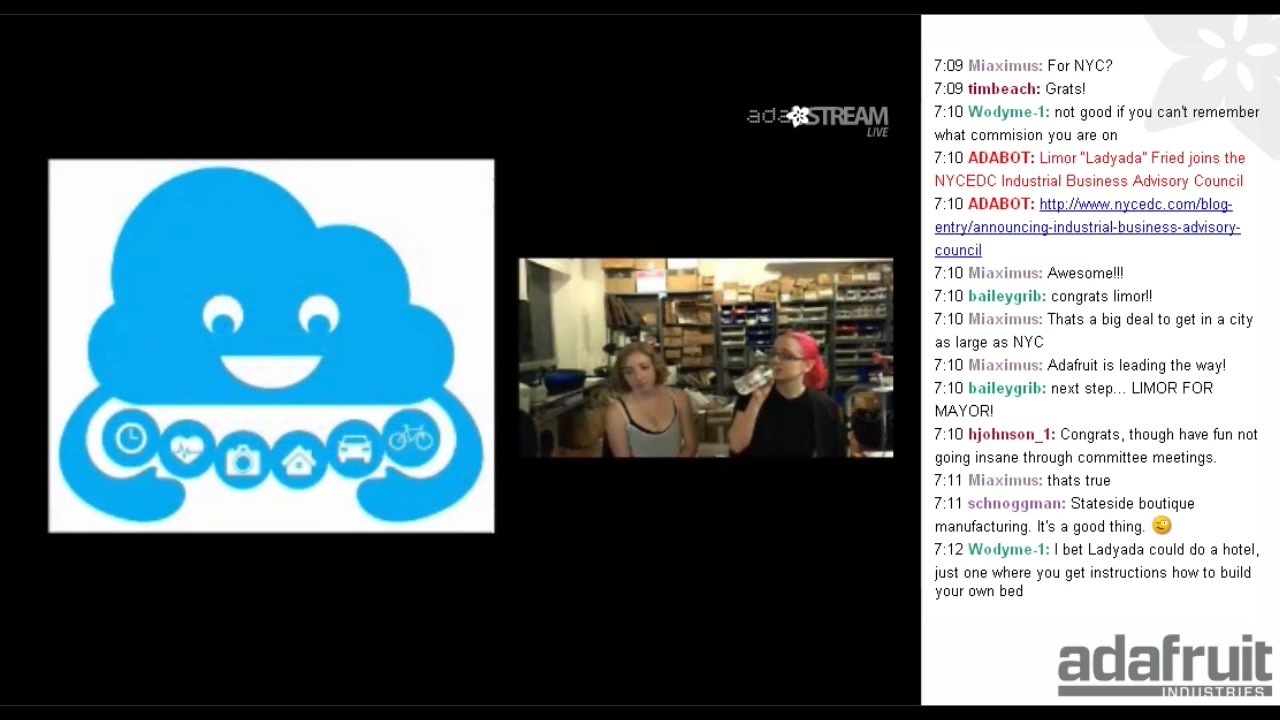 adafruit STREAM
LIVE
7:09 Miaximus: For NYC?
7:09 timbeach: Grats!
7:10 Wodyme-1: not good if you can't remember
what commision you are on
7:10 ADABOT: Limor "Ladyada" Fried joins the
NYCEDC Industrial Business Advisory Council
7:10 ADABOT: http://www.nycedc.com/blog-
entry/announcing-industrial-business-advisory-
council
7:10 Miaximus: Awesome!!!
7:10 baileygrib: congrats limor!!
7:10 Miaximus: Thats a big deal to get in a city
as large as NYC
7:10 Miaximus: Adafruit is leading the way!
7:10 baileygrib: next step... LIMOR FOR
MAYOR!
7:10 hjohnson_1: Congrats, though have fun not
going insane through committee meetings.
7:11 Miaximus: thats true
7:11 schnoggman: Stateside boutique
manufacturing. It's a good thing.
7:12 Wodyme-1: I bet Ladyada could do a hotel,
just one where you get instructions how to build
your own bed
adafruit
INDUSTRIES